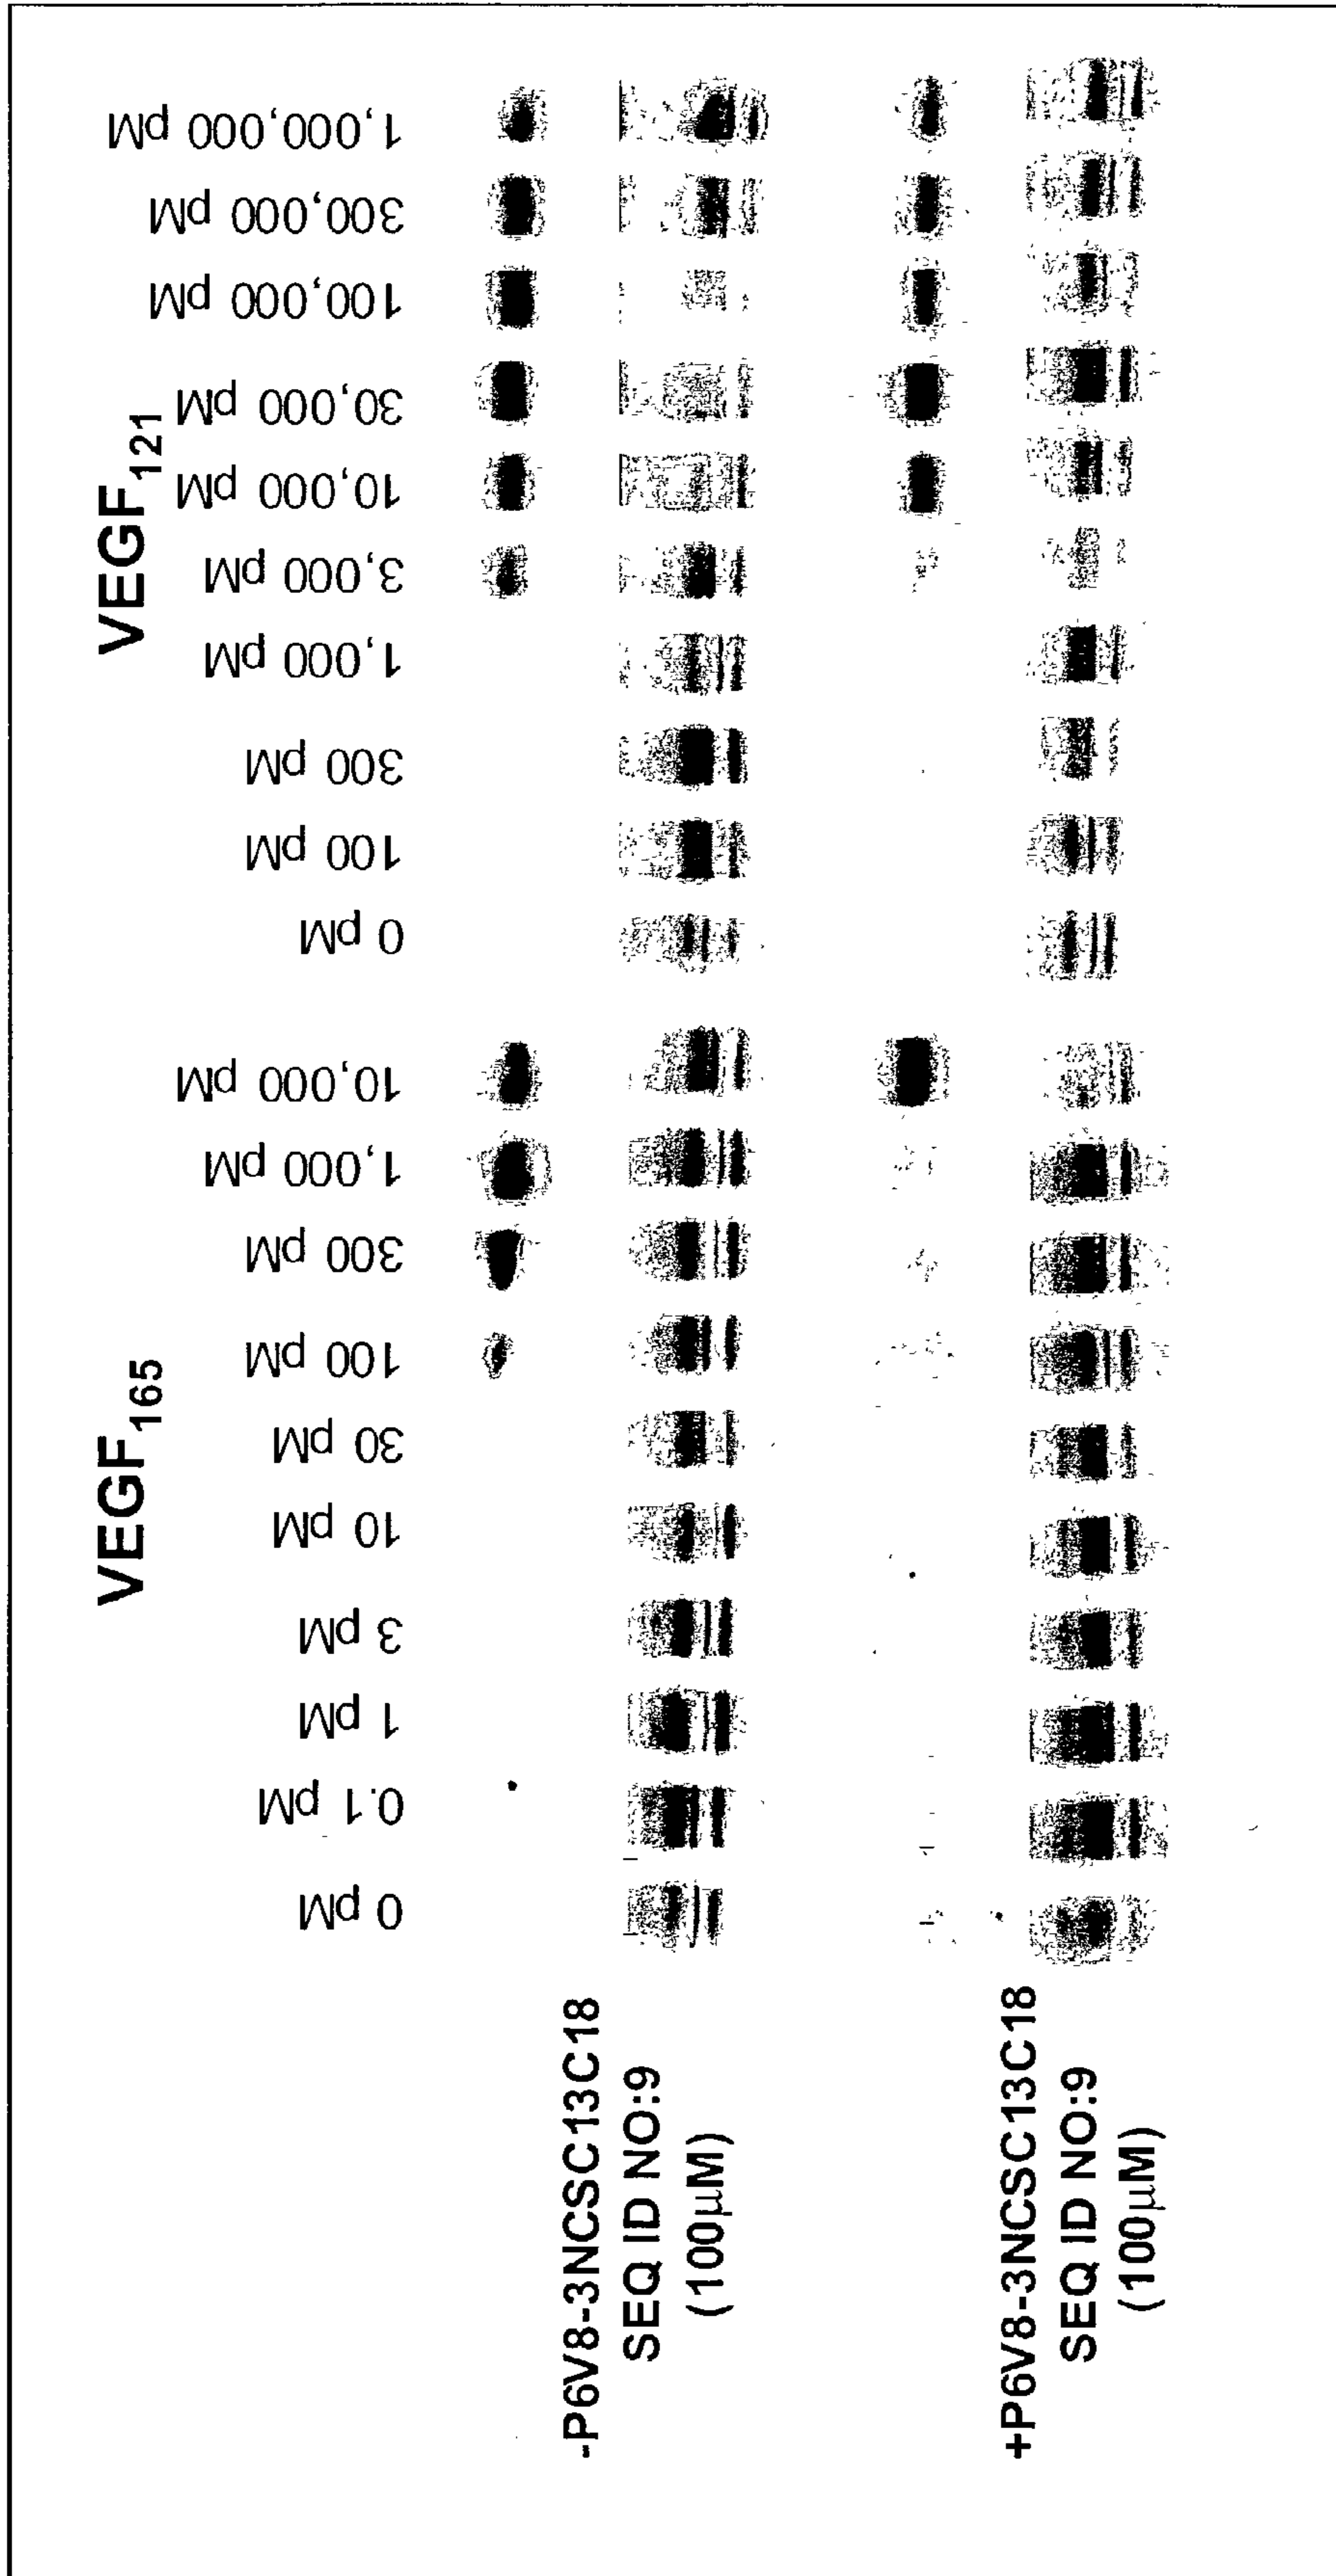 VEGF165
VEGF121
0 pM
0.1 pM
1 pM
3 pM
10 pM
30 pM
100 pM
300 pM
1,000 pM
10,000 pM
0 pM
100 pM
300 pM
1,000 pM
3,000 pM
10,000 pM
30,000 pM
100,000 pM
300,000 pM
1,000,000 pM
-P6V8-3NCSC13C18
SEQ ID NO:9
(100μM)
+P6V8-3NCSC13C18
SEQ ID NO:9
(100μM)